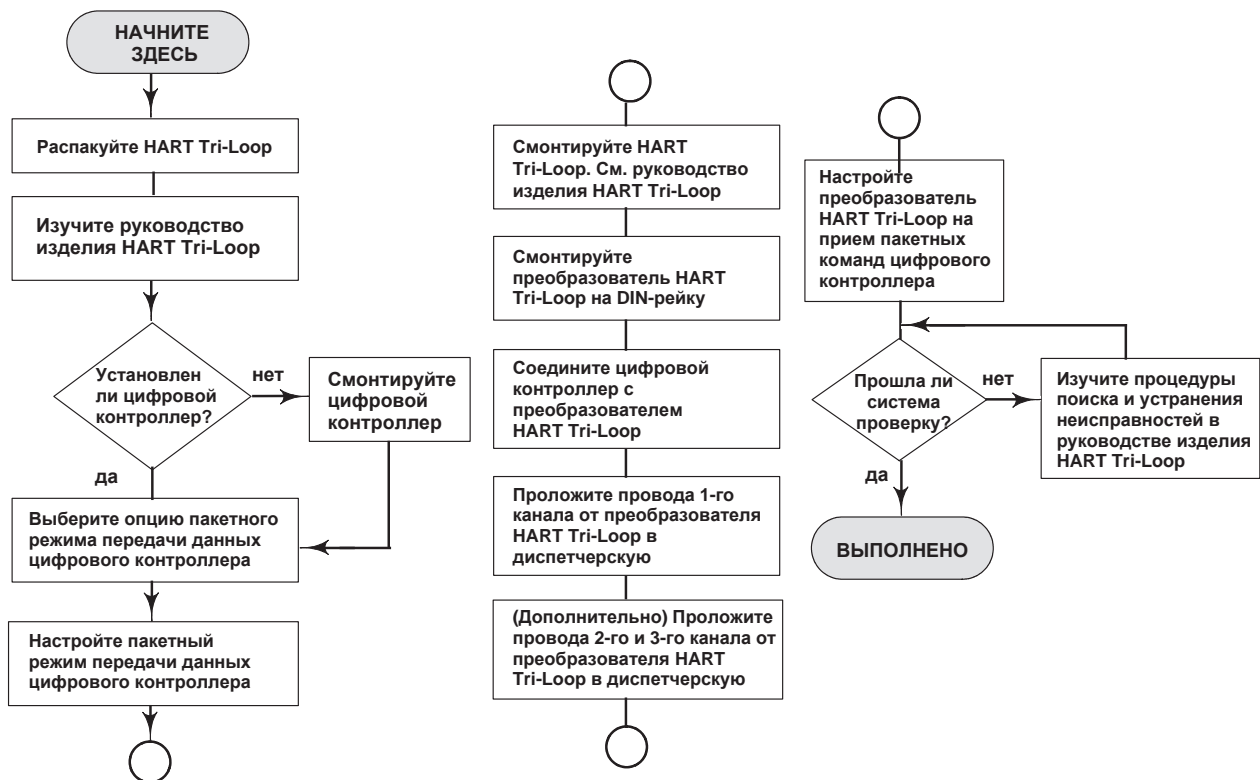 НАЧНИТЕ
ЗДЕСЬ
Распакуйте HART Tri-Loop
Изучите руководство
изделия HART Tri-Loop
Установлен
ли цифровой
контроллер?
нет
Смонтируйте
цифровой
контроллер
да
Выберите опцию пакетного
режима передачи данных
цифрового контроллера
Настройте пакетный
режим передачи данных
цифрового контроллера
Смонтируйте HART
Tri-Loop. См. руководство
изделия HART Tri-Loop
Смонтируйте
преобразователь HART
Tri-Loop на DIN-рейку
Соедините цифровой
контроллер с
преобразователем
HART Tri-Loop
Проложите провода 1-го
канала от преобразователя
HART Tri-Loop в
диспетчерскую
(Дополнительно) Проложите
провода 2-го и 3-го канала от
преобразователя HART
Tri-Loop в диспетчерскую
Настройте
преобразователь
HART Tri-Loop на
прием пакетных
команд цифрового
контроллера
Прошла ли
система
проверку?
нет
Изучите процедуры
поиска и устранения
неисправностей в
руководстве изделия
HART Tri-Loop
да
ВЫПОЛНЕНО